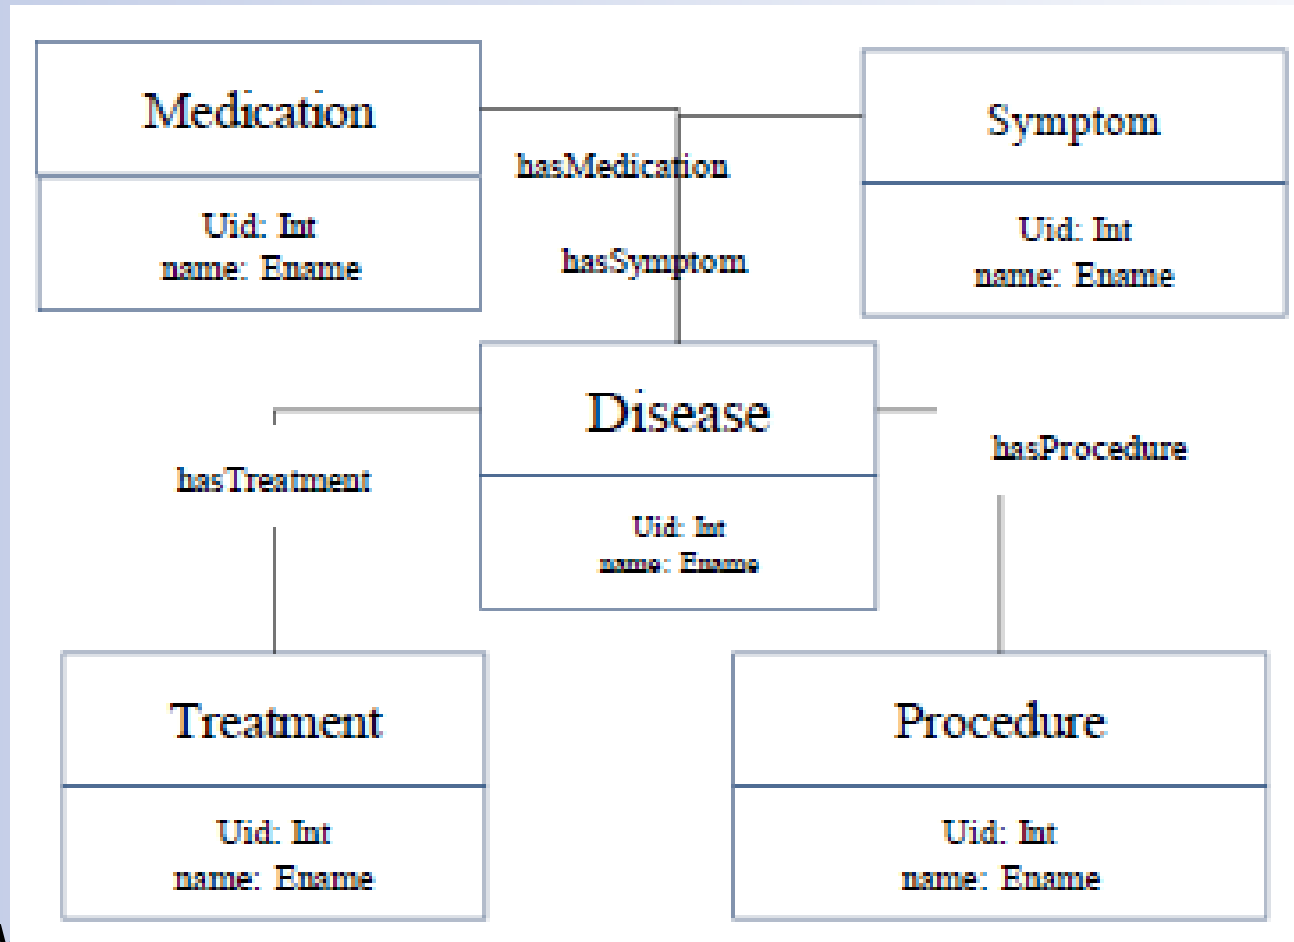 Medication
Uid: Int
name: Ename
Symptom
Uid: Int
name: Ename
hasMedication
hasSymptom
Disease
Uid: Int
name: Ename
hasTreatment
hasProcedure
Treatment
Uid: Int
name: Ename
Procedure
Uid: Int
name: Ename